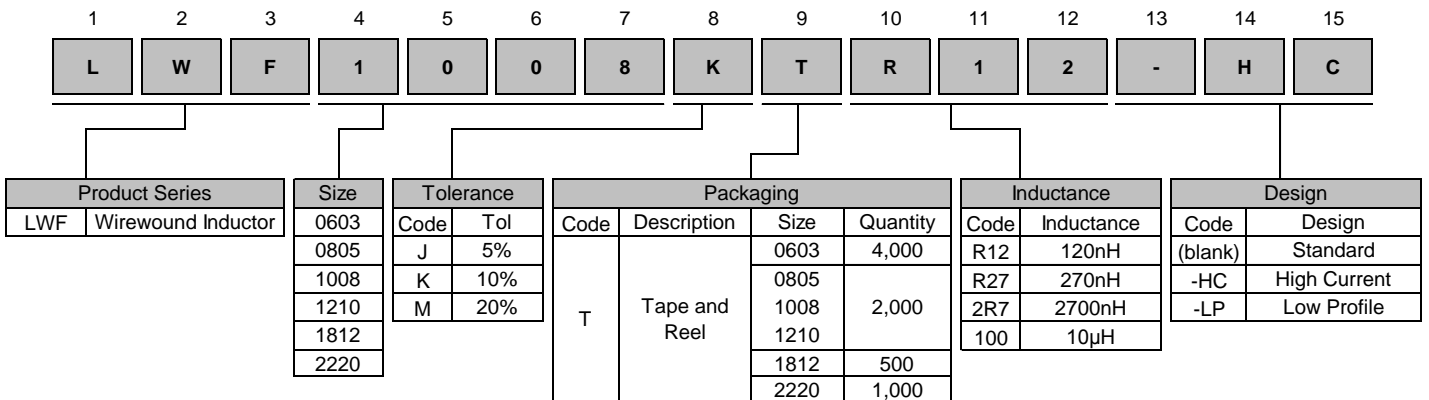 1 2 3 4 5 6 7 8 9 10 11 12 13 14 15
L W F 1 0 0 8 K T R 1 2 - H C
Product Series
LWF Wirewound Inductor
Size
0603
0805
1008
1210
1812
2220
Tolerance
Code Tol
J 5%
K 10%
M 20%
Packaging
Code Description Size Quantity
T Tape and Reel
0603 4,000
0805
1008 2,000
1210
1812 500
2220 1,000
Inductance
Code Inductance
R12 120nH
R27 270nH
2R7 2700nH
100 10µH
Design
Code Design
(blank) Standard
-HC High Current
-LP Low Profile